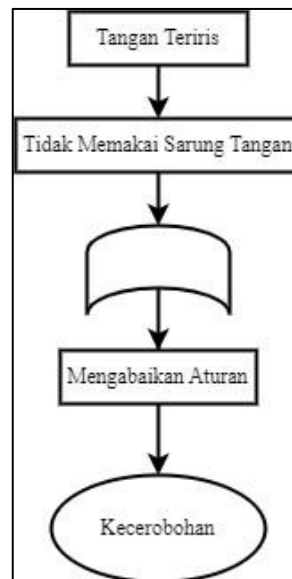 Tangan Teriris
Tidak Memakai Sarung Tangan
Mengabaikan Aturan
Kecerobohan